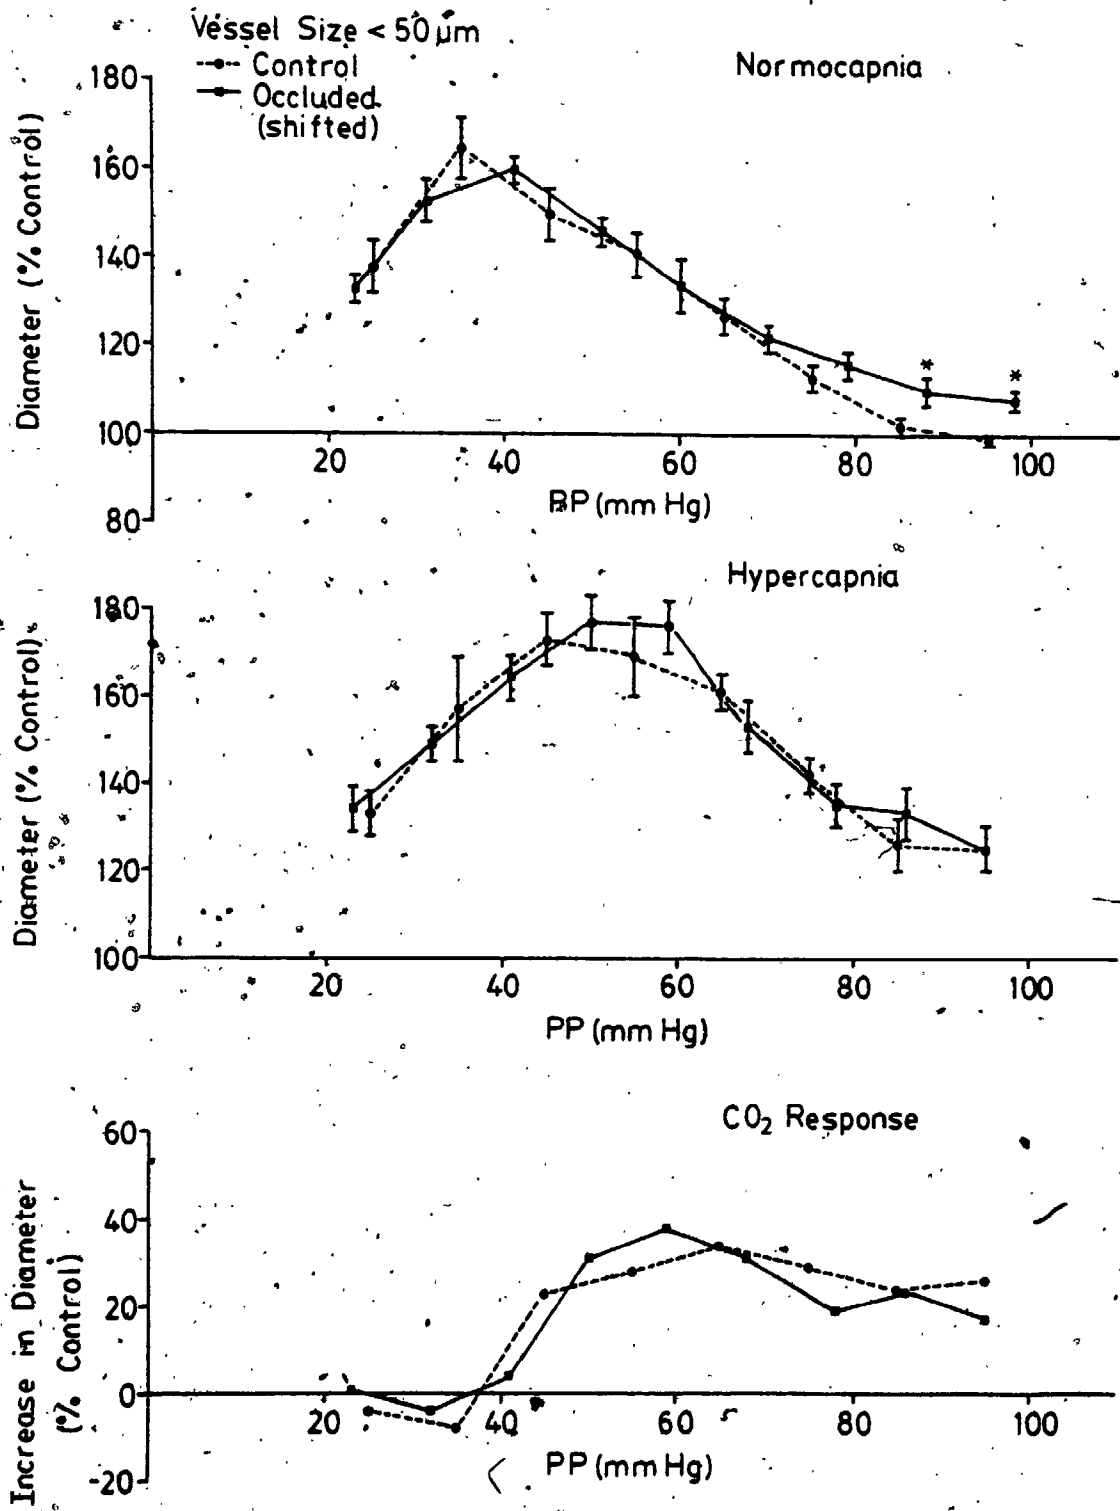 Vessel Size < 50 µm
Control
Occluded
(shifted)
Normocapnia
Diameter (% Control)
180
160
140
120
100
80
20 40 60 80 100
PP (mm Hg)
*
*
Hypercapnia
Diameter (% Control)
180
160
140
120
100
20 40 60 80 100
PP (mm Hg)
CO₂ Response
Increase in Diameter
(% Control)
60
40
20
0
-20
20 40 60 80 100
PP (mm Hg)